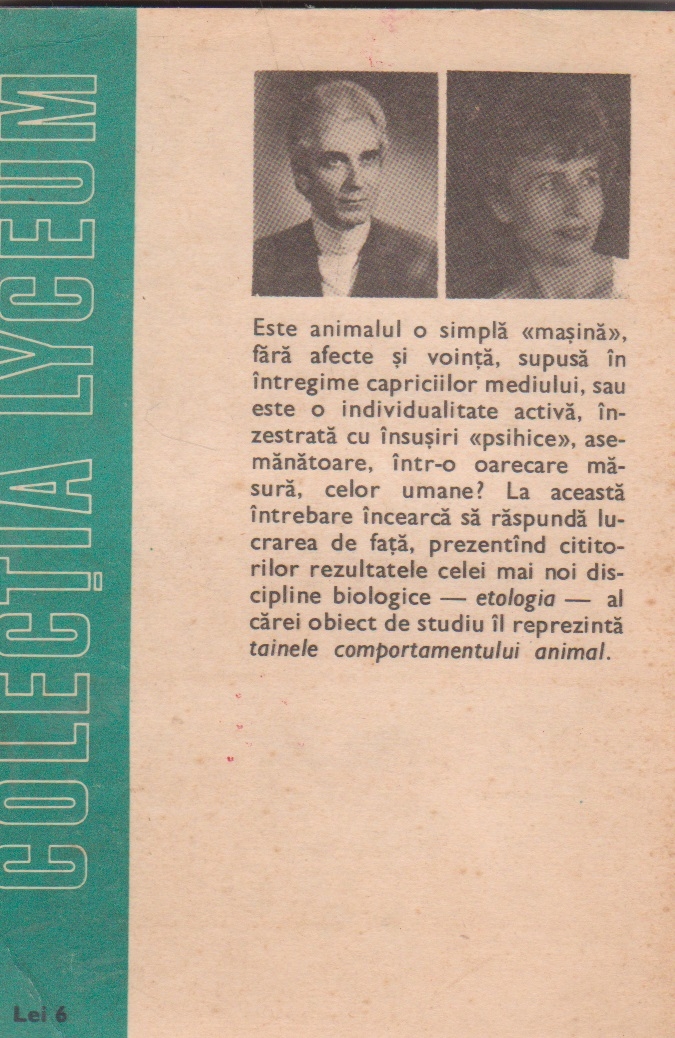 COLECȚIA LYCEUM
Este animalul o simplă «mașină»,
fără afecte și voință, supusă în
întregime capriciilor mediului, sau
este o individualitate activă, în-
zestrată cu însușiri «psihice», ase-
mănătoare, într-o oarecare mă-
sură, celor umane? La această
întrebare încearcă să răspundă lu-
crarea de față, prezentînd citito-
rilor rezultatele celei mai noi dis-
cipline biologice — etologia — al
cărei obiect de studiu îl reprezintă
tainele comportamentului animal.
Lei 6